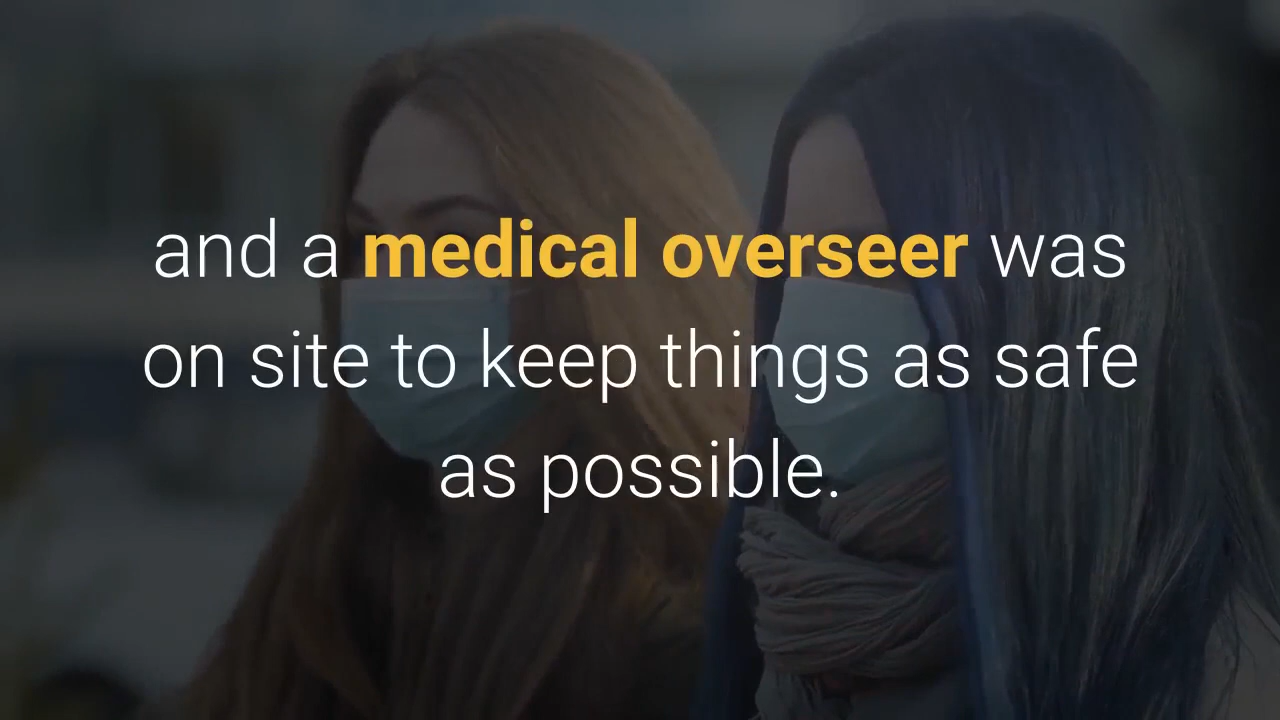 and a medical overseer was
on site to keep things as safe
as possible.